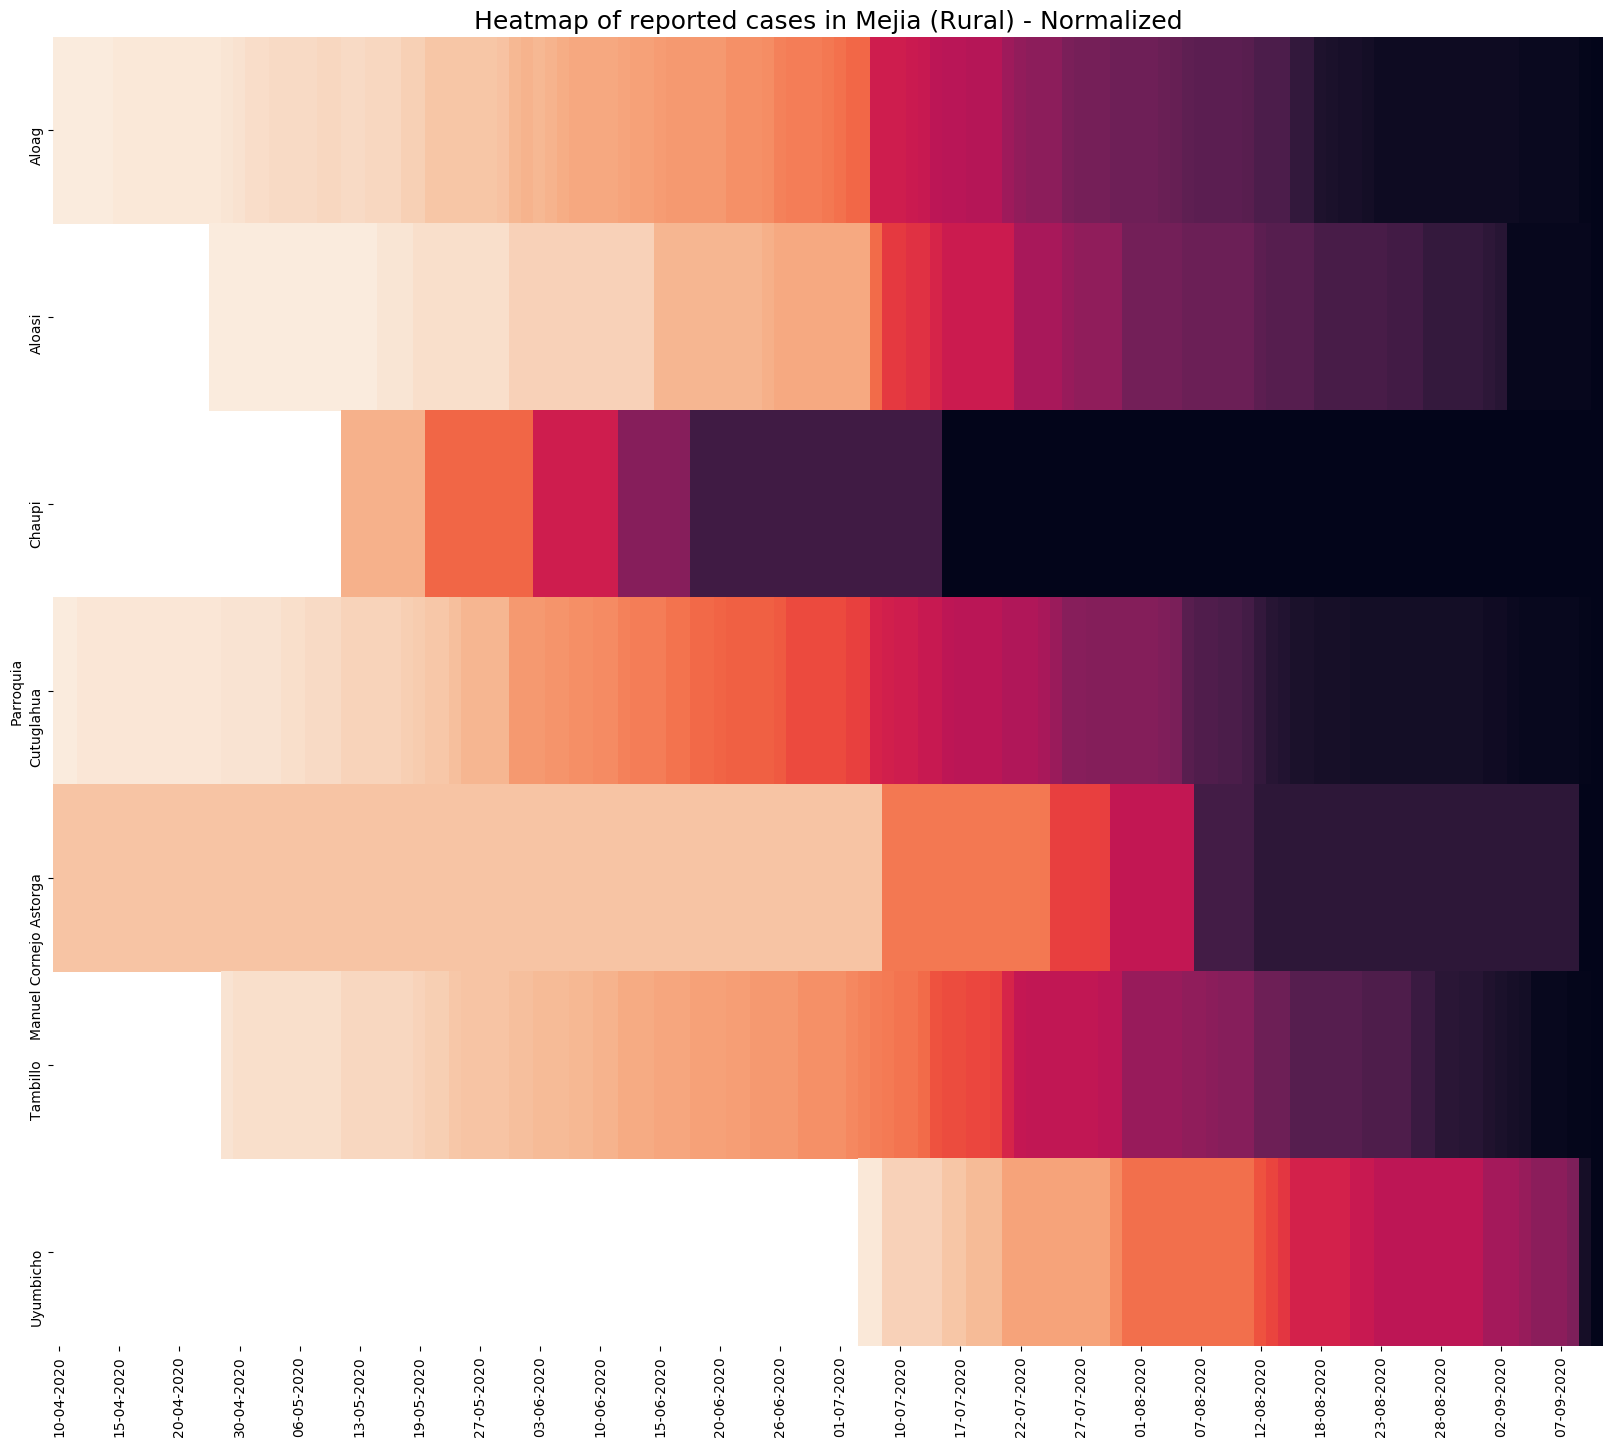 Heatmap of reported cases in Mejia (Rural) - Normalized
Parroquia
Aloag
Aloasi
Chaupi
Cutuglahua
Manuel Cornejo Astorga
Tambillo
Uyumbicho
10-04-2020
15-04-2020
20-04-2020
30-04-2020
06-05-2020
13-05-2020
19-05-2020
27-05-2020
03-06-2020
10-06-2020
15-06-2020
20-06-2020
26-06-2020
01-07-2020
10-07-2020
17-07-2020
22-07-2020
27-07-2020
01-08-2020
07-08-2020
12-08-2020
18-08-2020
23-08-2020
28-08-2020
02-09-2020
07-09-2020